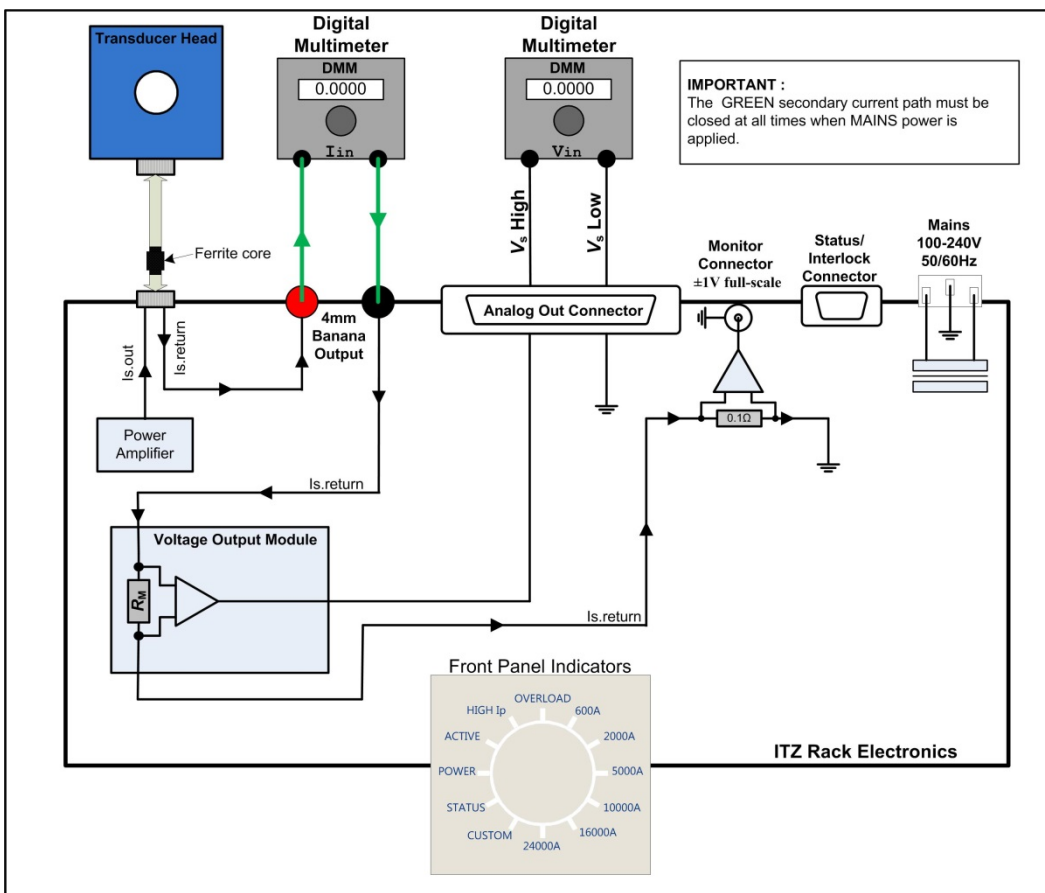 Transducer Head
Digital
Multimeter
DMM
0.0000
Iin
Digital
Multimeter
DMM
0.0000
Vin
IMPORTANT :
The GREEN secondary current path must be
closed at all times when MAINS power is
applied.
Ferrite core
Vs High
Vs Low
Monitor
Connector
±1V full-scale
Status/
Interlock
Connector
Mains
100-240V
50/60Hz
4mm
Banana
Output
Analog Out Connector
Is.out
Is.return
Power
Amplifier
0.1Ω
Is.return
Voltage Output Module
RM
Is.return
Front Panel Indicators
OVERLOAD
HIGH Ip
600A
ACTIVE
2000A
POWER
5000A
STATUS
10000A
CUSTOM
16000A
24000A
ITZ Rack Electronics